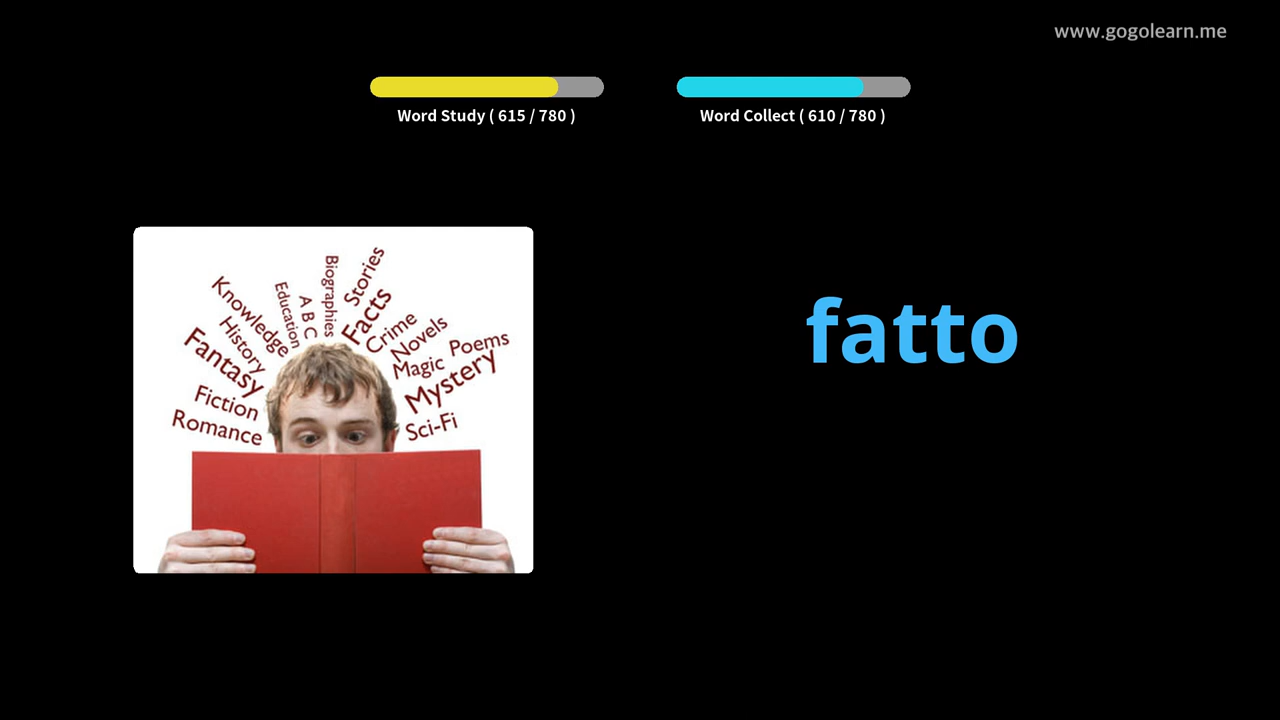 www.gogolearn.me
Word Study ( 615 / 780 )
Word Collect ( 610 / 780 )
Biographies
Stories
Education
A B C
Facts
Knowledge
Crime
History
Novels
Poems
Fantasy
Magic
Mystery
Fiction
Romance
Sci-Fi
fatto